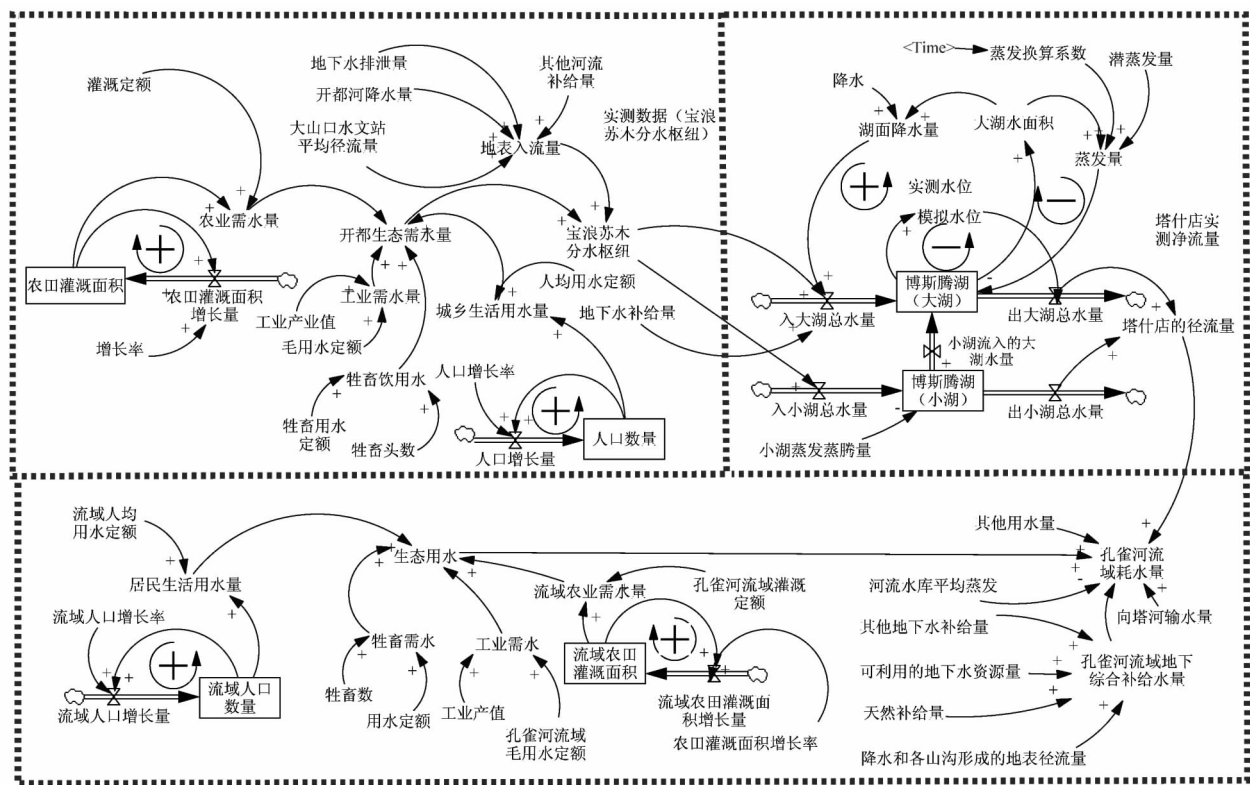 地下水排泄量
其他河流
补给量
灌溉定额
开都河降水量
实测数据（宝浪
苏木分水枢纽）
大山口水文站
平均径流量
地表入流量
农业需水量
开都生态需水量
宝浪苏木
分水枢纽
农田灌溉面积
农田灌溉面积
增长量
工业需水量
人均用水定额
城乡生活用水量
地下水补给量
工业产业值
毛用水定额
增长率
牲畜饮用水
人口增长率
牲畜用水
定额
牲畜头数
人口增长量
人口数量
<Time>
蒸发换算系数
潜蒸发量
降水
湖面降水量
大湖水面积
蒸发量
实测水位
模拟水位
塔什店实
测净流量
博斯腾湖
（大湖）
入大湖总水量
出大湖总水量
塔什店的径流量
小湖流入的大
湖水量
博斯腾湖
（小湖）
入小湖总水量
出小湖总水量
小湖蒸发蒸腾量
流域人均
用水定额
居民生活用水量
流域人口增长率
流域人口增长量
流域人口
数量
生态用水
流域农业需水量
孔雀河流域灌溉
定额
牲畜需水
工业需水
流域农田
灌溉面积
牲畜数
用水定额
工业产值
孔雀河流域
毛用水定额
流域农田灌溉面
积增长量
农田灌溉面积增长率
其他用水量
孔雀河流
域耗水量
河流水库平均蒸发
向塔河输水量
其他地下水补给量
可利用的地下水资源量
孔雀河流域地下
综合补给水量
天然补给量
降水和各山沟形成的地表径流量